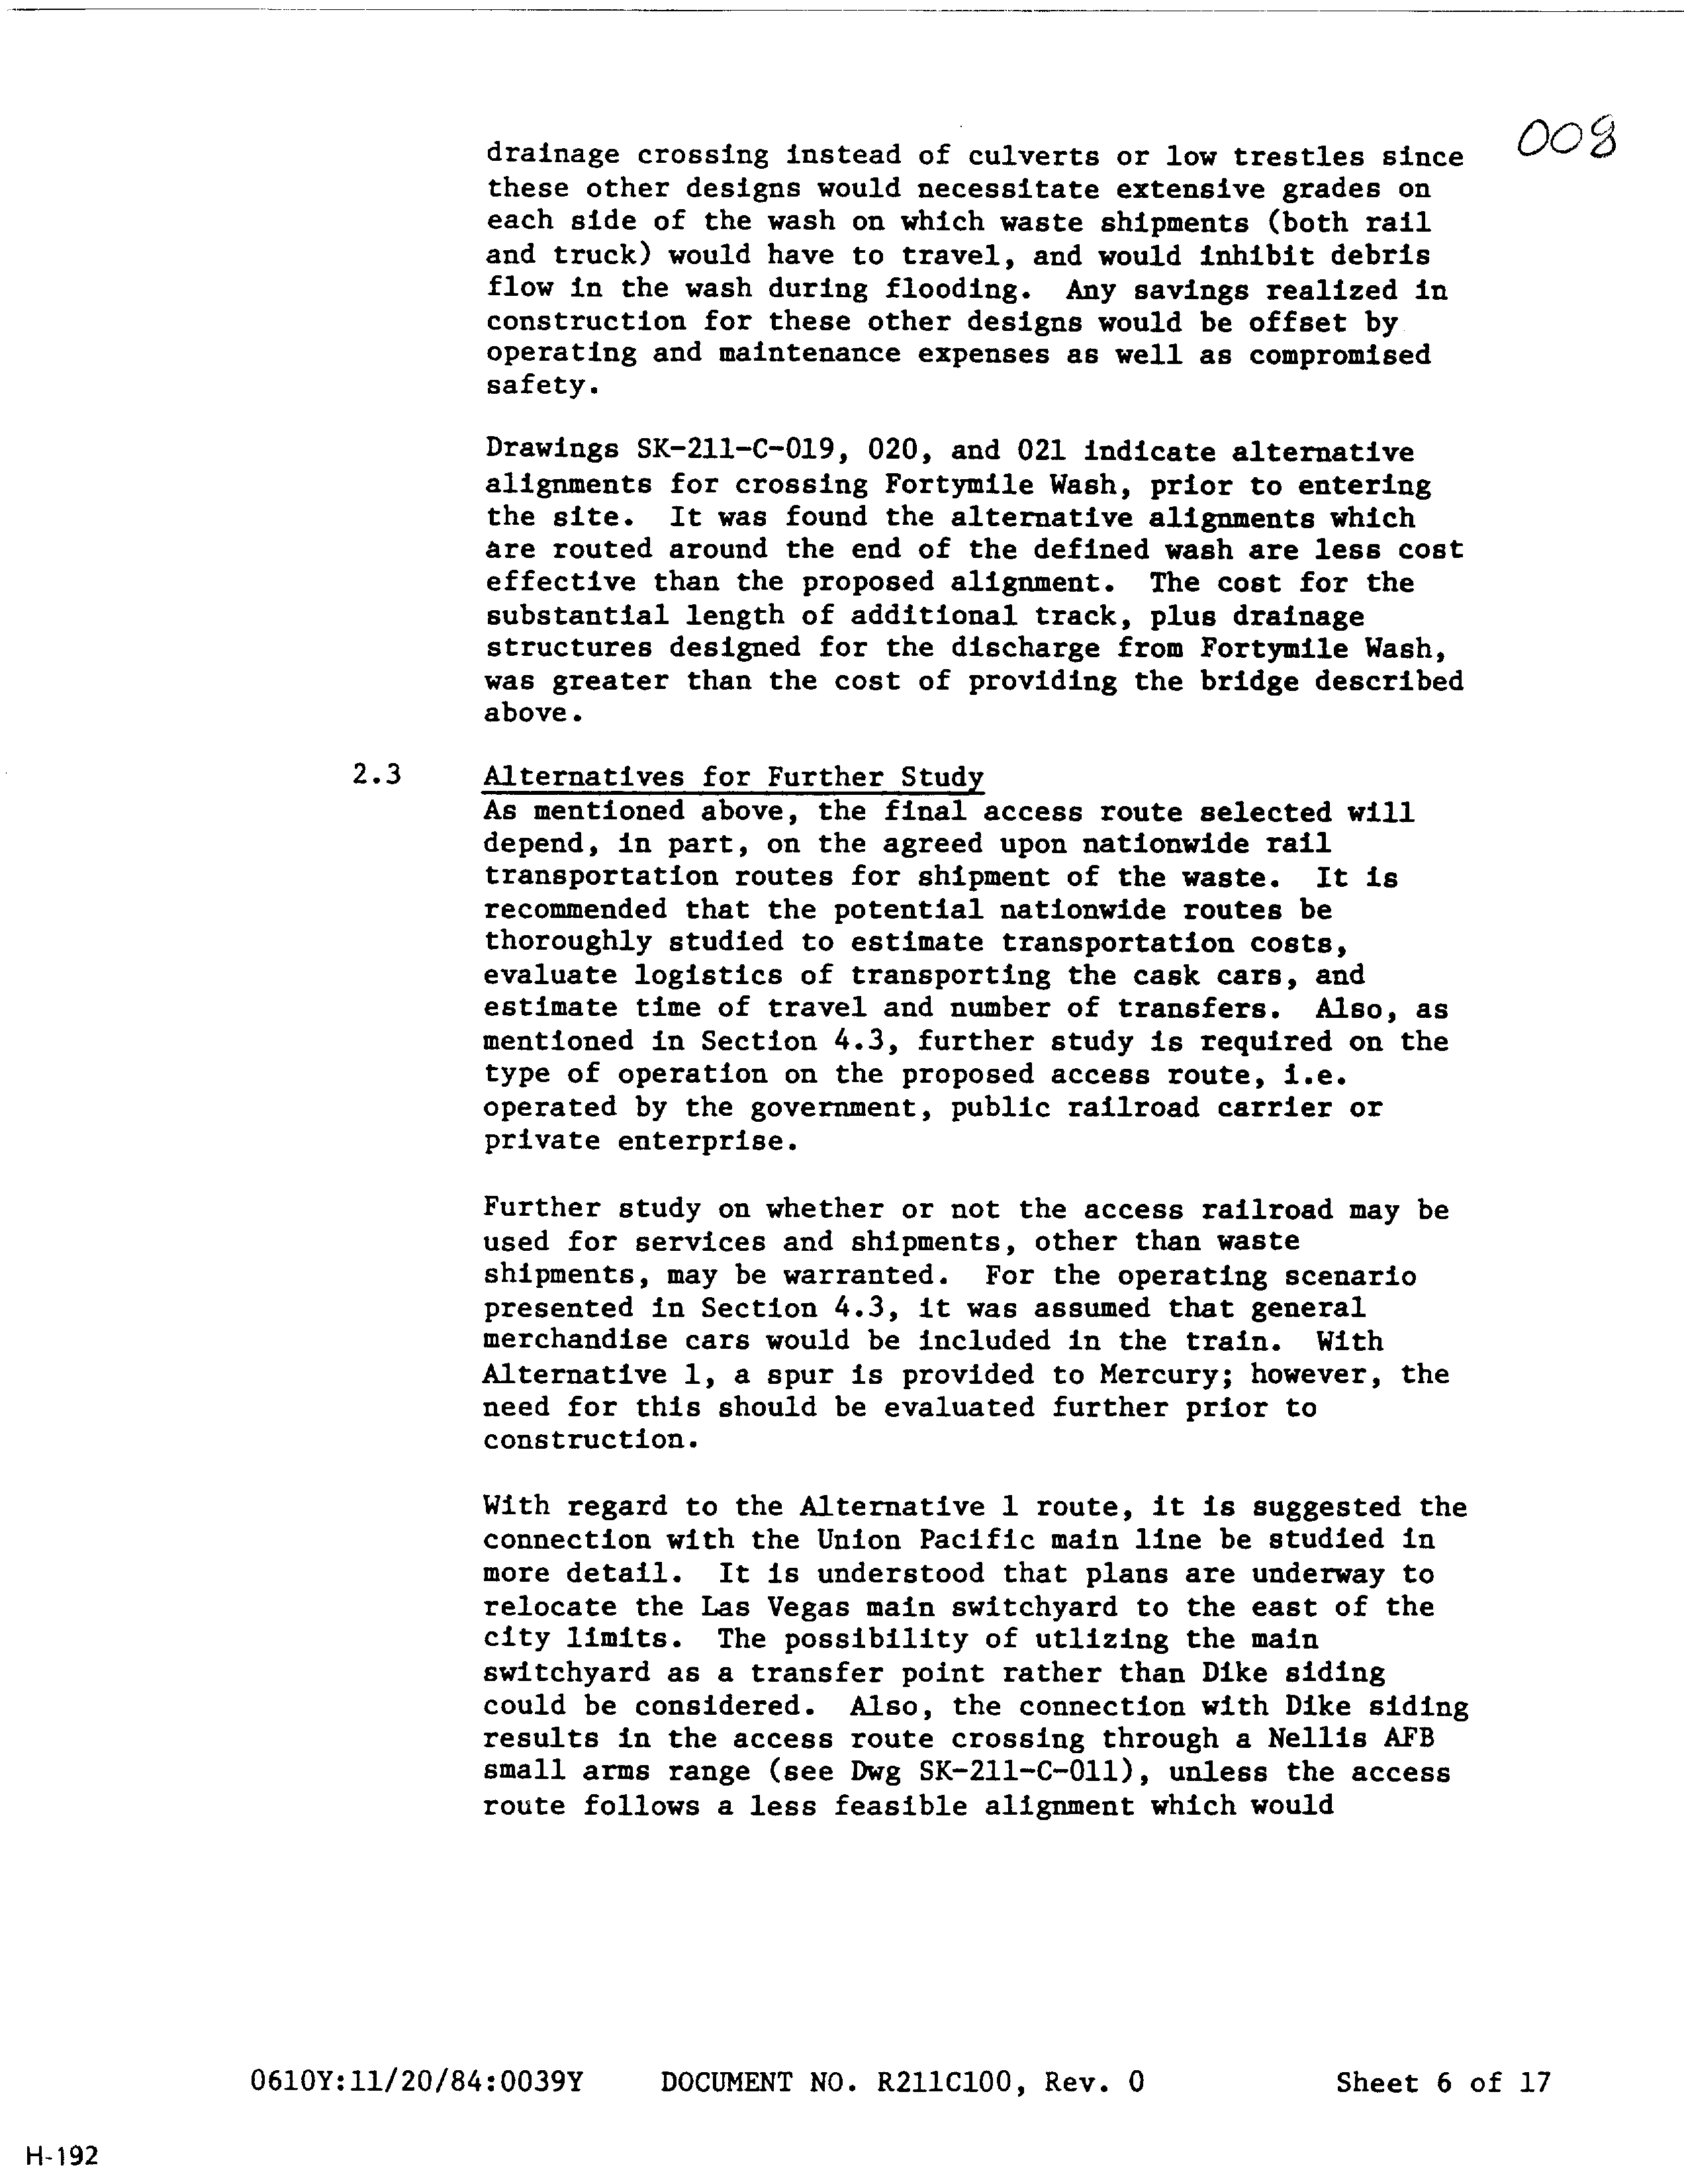 008
drainage crossing instead of culverts or low trestles since
these other designs would necessitate extensive grades on
each side of the wash on which waste shipments (both rail
and truck) would have to travel, and would inhibit debris
flow in the wash during flooding.  Any savings realized in
construction for these other designs would be offset by
operating and maintenance expenses as well as compromised
safety.
Drawings SK-211-C-019, 020, and 021 indicate alternative
alignments for crossing Fortymile Wash, prior to entering
the site.  It was found the alternative alignments which
are routed around the end of the defined wash are less cost
effective than the proposed alignment.  The cost for the
substantial length of additional track, plus drainage
structures designed for the discharge from Fortymile Wash,
was greater than the cost of providing the bridge described
above.
2.3 Alternatives for Further Study
As mentioned above, the final access route selected will
depend, in part, on the agreed upon nationwide rail
transportation routes for shipment of the waste.  It is
recommended that the potential nationwide routes be
thoroughly studied to estimate transportation costs,
evaluate logistics of transporting the cask cars, and
estimate time of travel and number of transfers.  Also, as
mentioned in Section 4.3, further study is required on the
type of operation on the proposed access route, i.e.
operated by the government, public railroad carrier or
private enterprise.
Further study on whether or not the access railroad may be
used for services and shipments, other than waste
shipments, may be warranted.  For the operating scenario
presented in Section 4.3, it was assumed that general
merchandise cars would be included in the train.  With
Alternative 1, a spur is provided to Mercury; however, the
need for this should be evaluated further prior to
construction.
With regard to the Alternative 1 route, it is suggested the
connection with the Union Pacific main line be studied in
more detail.  It is understood that plans are underway to
relocate the Las Vegas main switchyard to the east of the
city limits.  The possibility of utlizing the main
switchyard as a transfer point rather than Dike siding
could be considered.  Also, the connection with Dike siding
results in the access route crossing through a Nellis AFB
small arms range (see Dwg SK-211-C-011), unless the access
route follows a less feasible alignment which would
0610Y:11/20/84:0039Y DOCUMENT NO. R211C100, Rev. 0 Sheet 6 of 17
H-192